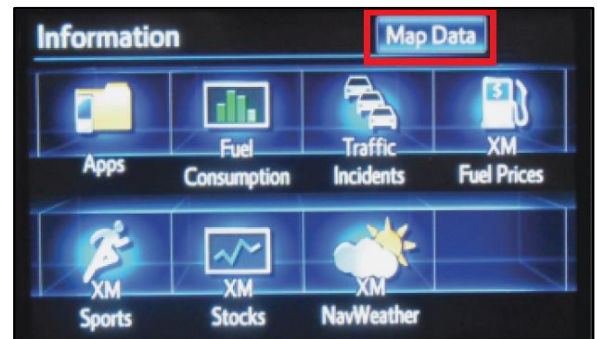 Information
Map Data
Apps
Fuel
Consumption
Traffic
Incidents
$
XM
Fuel Prices
XM
Sports
XM
Stocks
XM
NavWeather